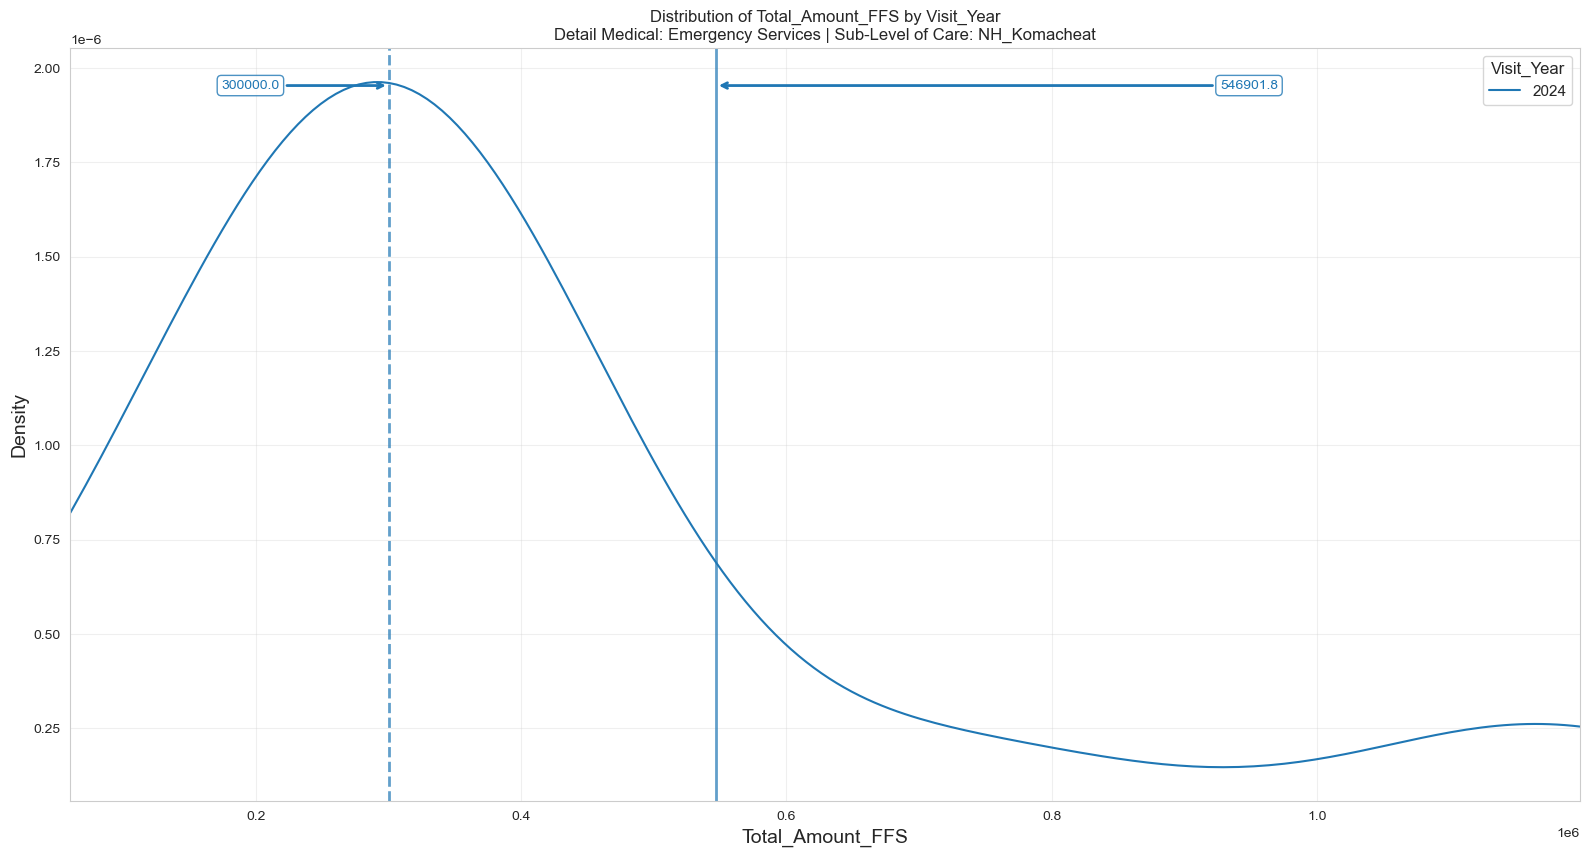 Distribution of Total_Amount_FFS by Visit_Year
Detail Medical: Emergency Services | Sub-Level of Care: NH_Komacheat
1e−6
2.00
1.75
1.50
1.25
1.00
0.75
0.50
0.25
Density
300000.0
546901.8
Visit_Year
2024
0.2
0.4
0.6
0.8
1.0
1e6
Total_Amount_FFS